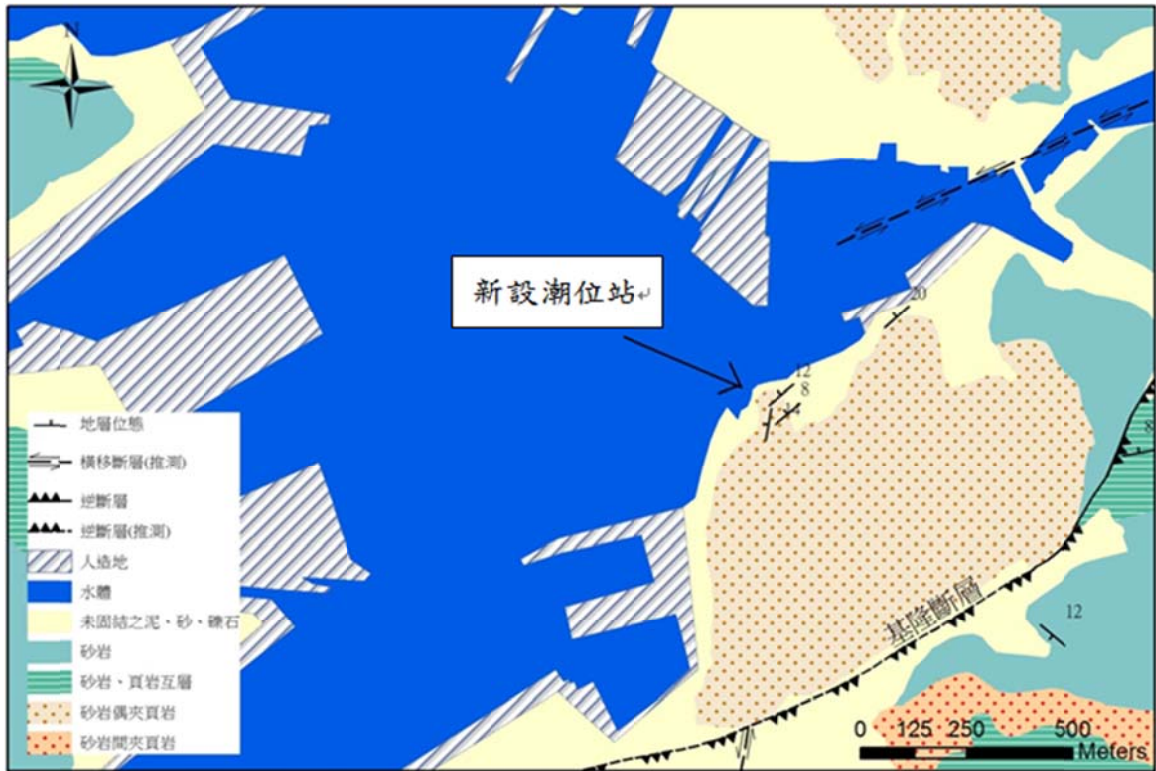 N
新設潮位站
20
12
8
14
8
12
基隆斷層
地層位態
橫移斷層(推測)
逆斷層
逆斷層(推測)
人造地
水體
未固結之泥、砂、礫石
砂岩
砂岩、頁岩互層
砂岩偶夾頁岩
砂岩間夾頁岩
0 125 250 500
Meters